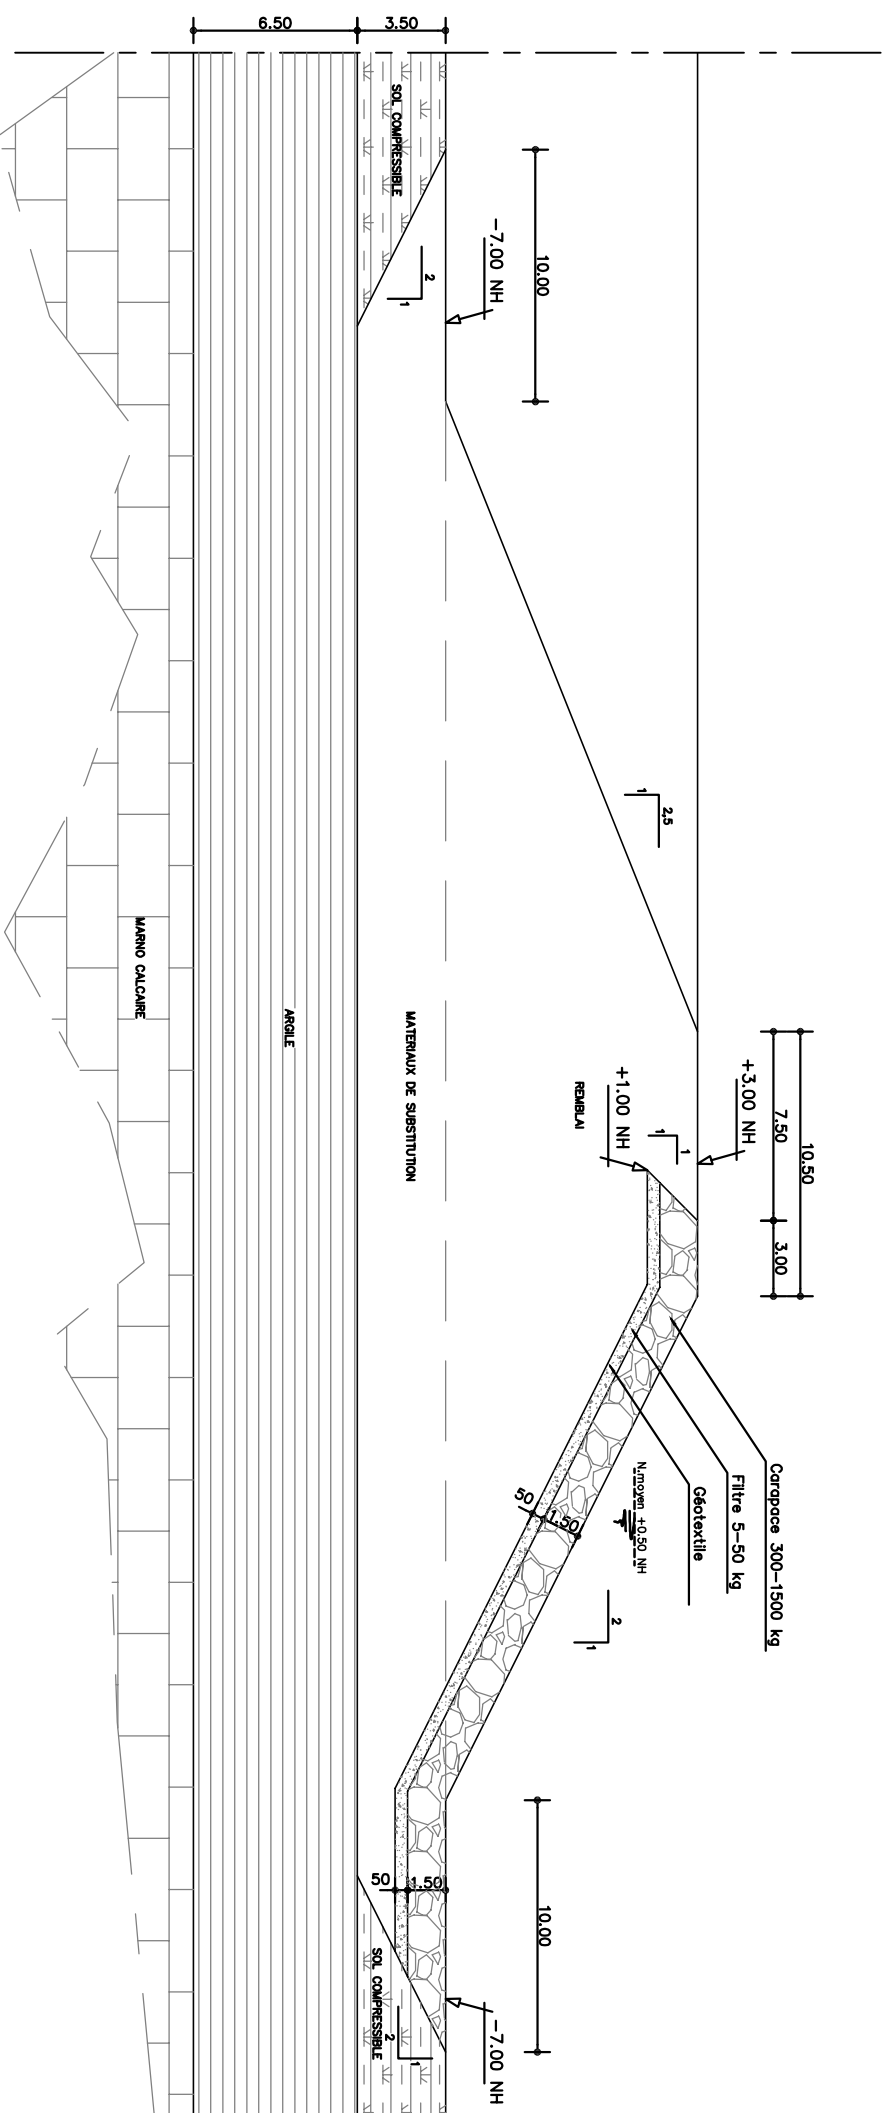 10.50
7.50
3.00
+3.00 NH
+1.00 NH
1
1
REMBLAI
Carapace 300-1500 kg
Filtre 5-50 kg
Géotextile
N.moyen +0.50 NH
10.00
-7.00 NH
2.5
1
2
1
50
1.50
10.00
-7.00 NH
3.50
SOL COMPRESSIBLE
2
1
MATERIAUX DE SUBSTITUTION
50
1.50
SOL COMPRESSIBLE
2
1
6.50
ARGILE
MARNO CALCAIRE